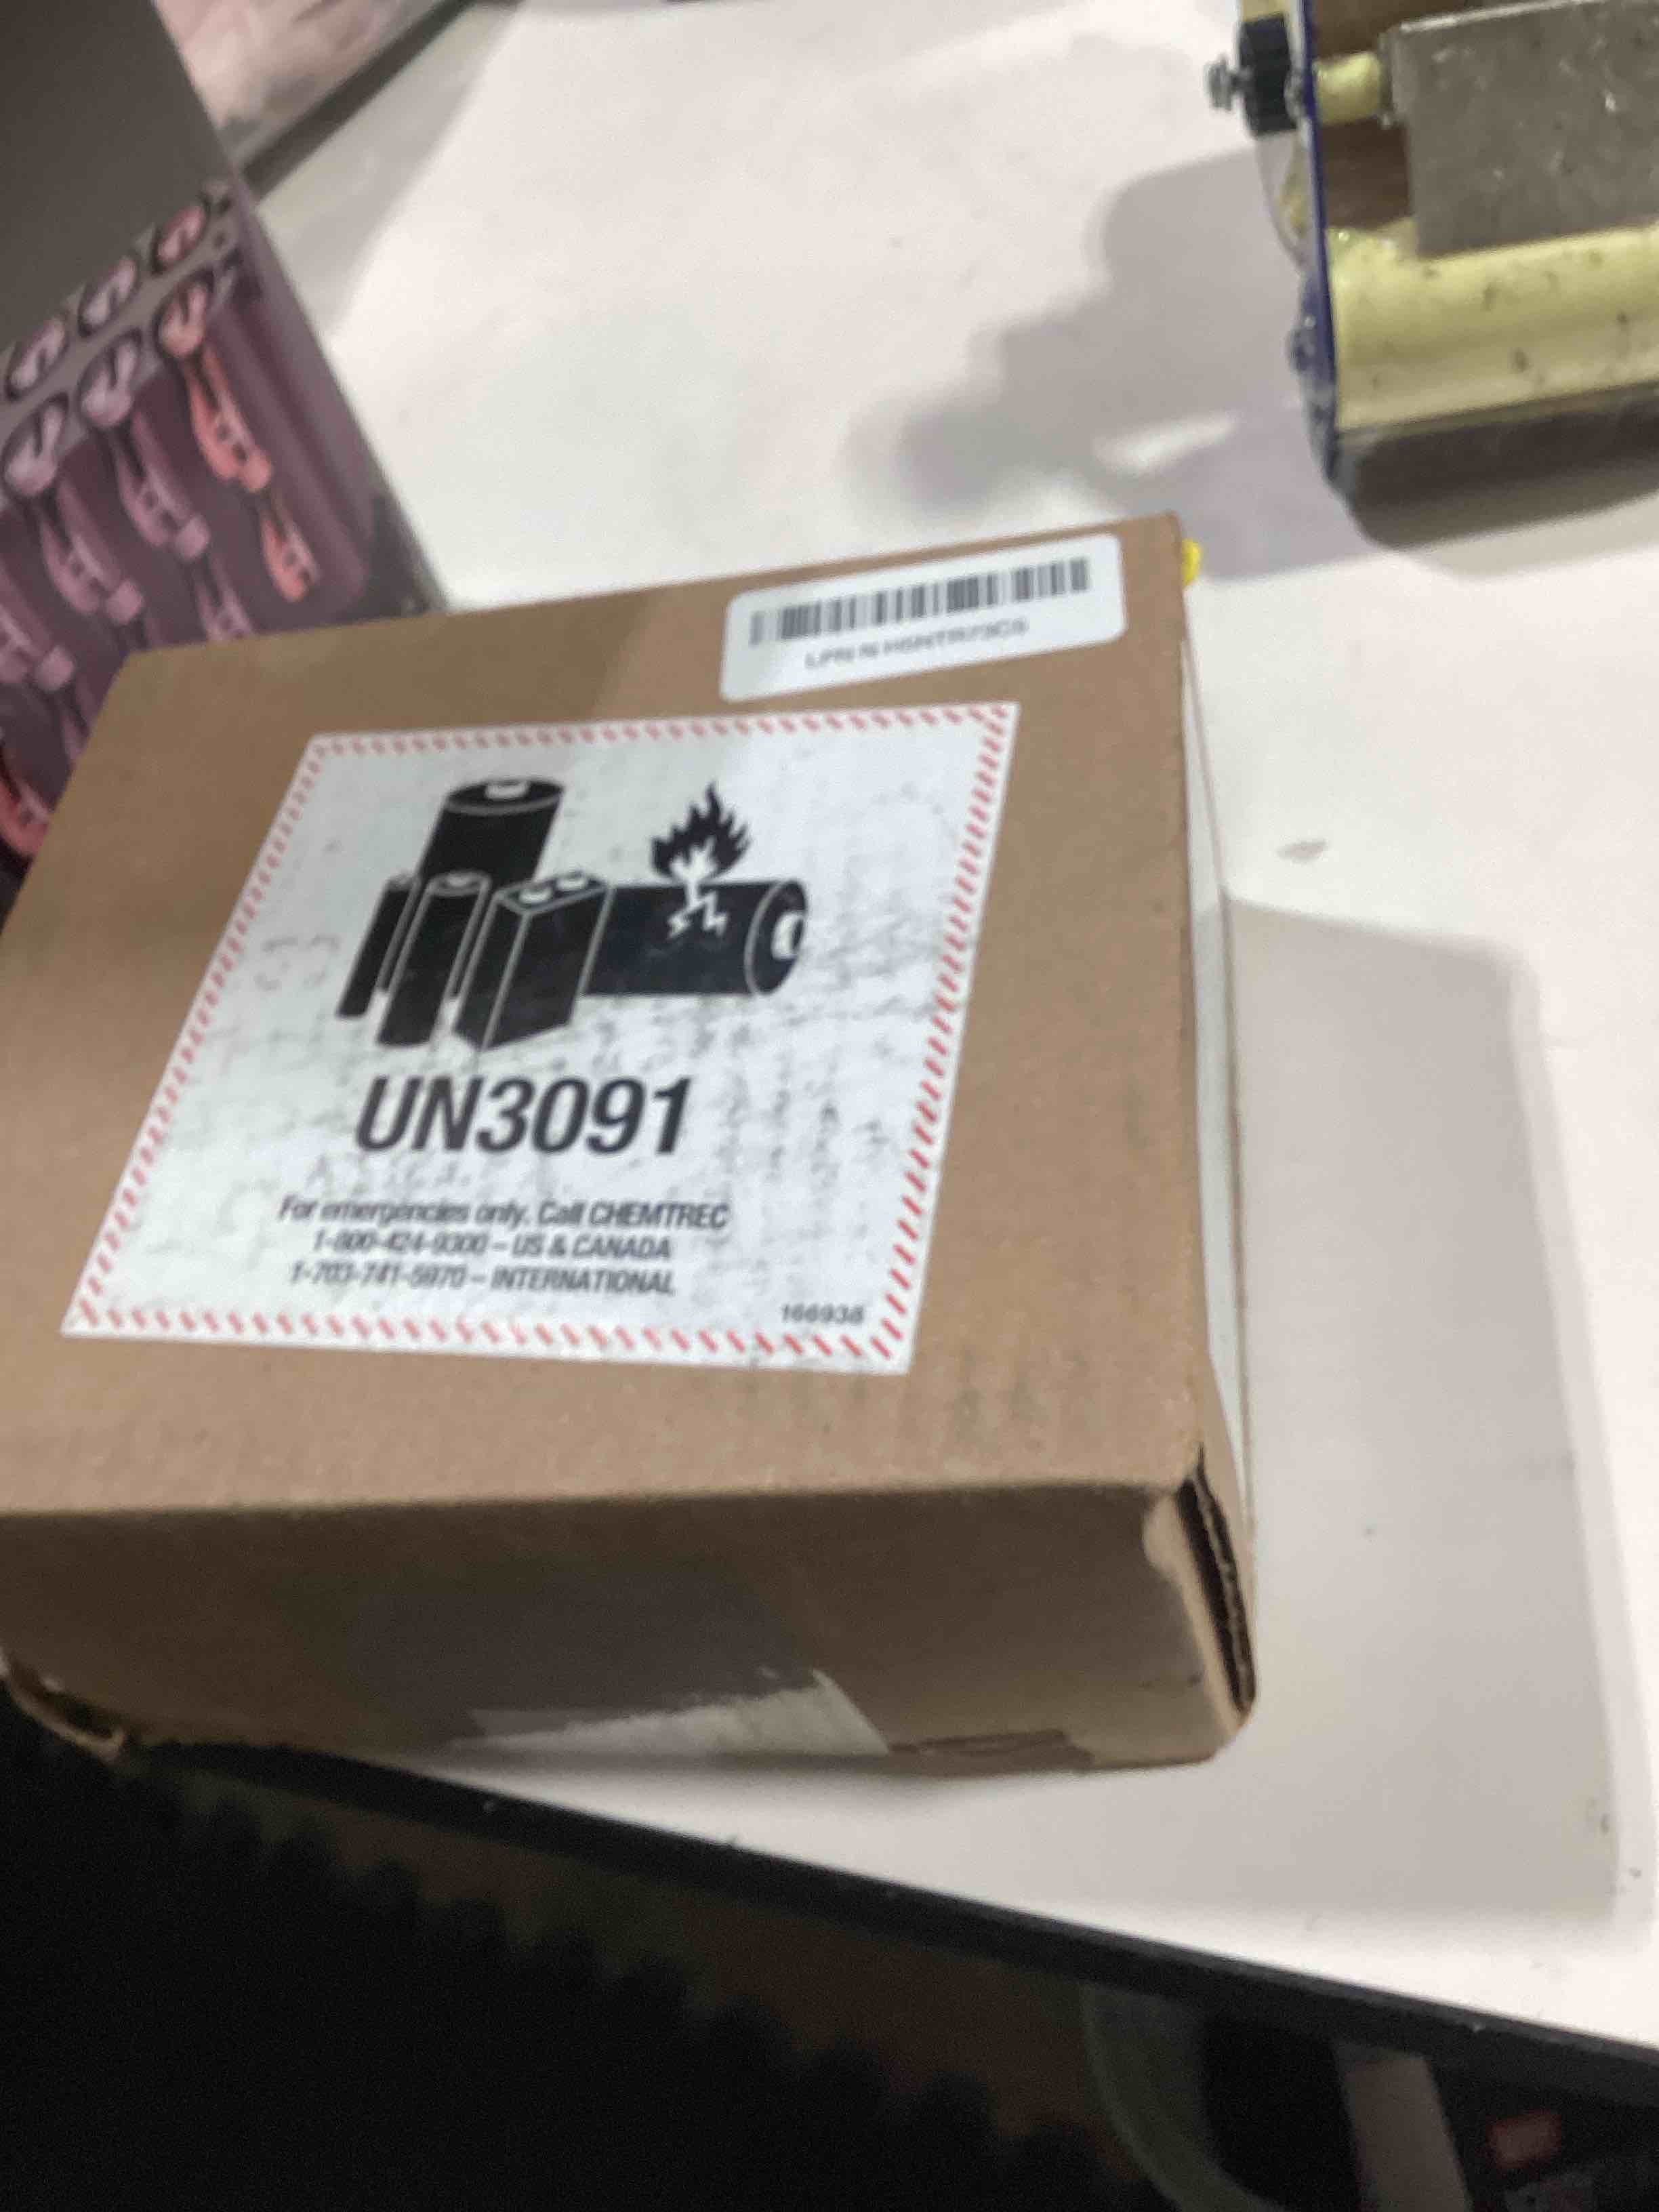 UN3091
For emergencies only. Call CHEMTREC
1-800-424-9300 – US & CANADA
1-703-741-5970 – INTERNATIONAL
166938